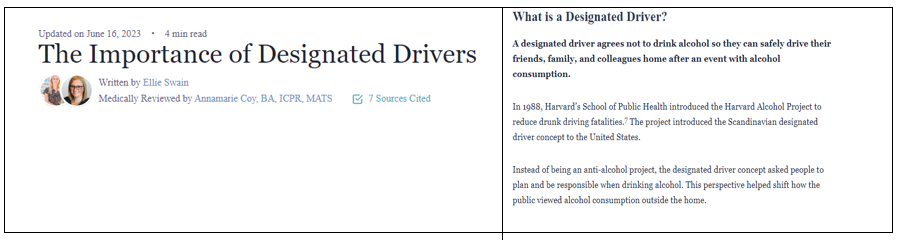 Updated on June 16, 2023 • 4 min read
The Importance of Designated Drivers
Written by Ellie Swain
Medically Reviewed by Annamarie Coy, BA, ICPR, MATS 7 Sources Cited
What is a Designated Driver?
A designated driver agrees not to drink alcohol so they can safely drive their
friends, family, and colleagues home after an event with alcohol
consumption.
In 1988, Harvard's School of Public Health introduced the Harvard Alcohol Project to
reduce drunk driving fatalities.⁷ The project introduced the Scandinavian designated
driver concept to the United States.
Instead of being an anti-alcohol project, the designated driver concept asked people to
plan and be responsible when drinking alcohol. This perspective helped shift how the
public viewed alcohol consumption outside the home.